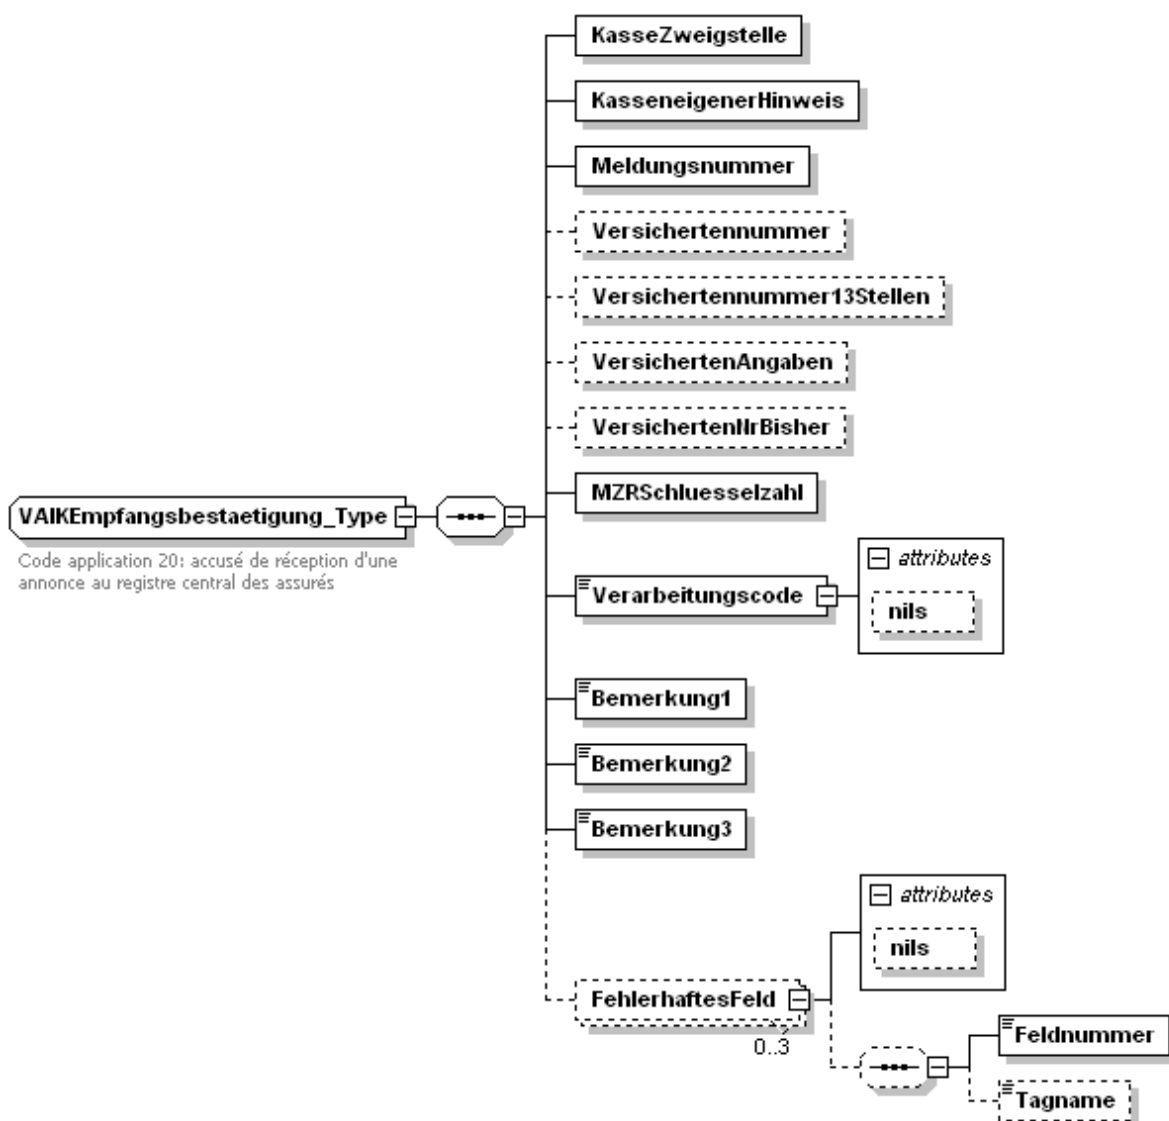 KasseZweigstelle
KasseneigenerHinweis
Meldungsnummer
Versichertennummer
Versichertennummer13Stellen
VersichertenAngaben
VersichertenNrBisher
MZRSchluesselzahl
VAIKEmpfangsbestaetigung_Type
Code application 20: accusé de réception d'une
annonce au registre central des assurés
attributes
Verarbeitungscode
nils
Bemerkung1
Bemerkung2
Bemerkung3
attributes
nils
FehlerhaftesFeld
0..3
Feldnummer
Tagname